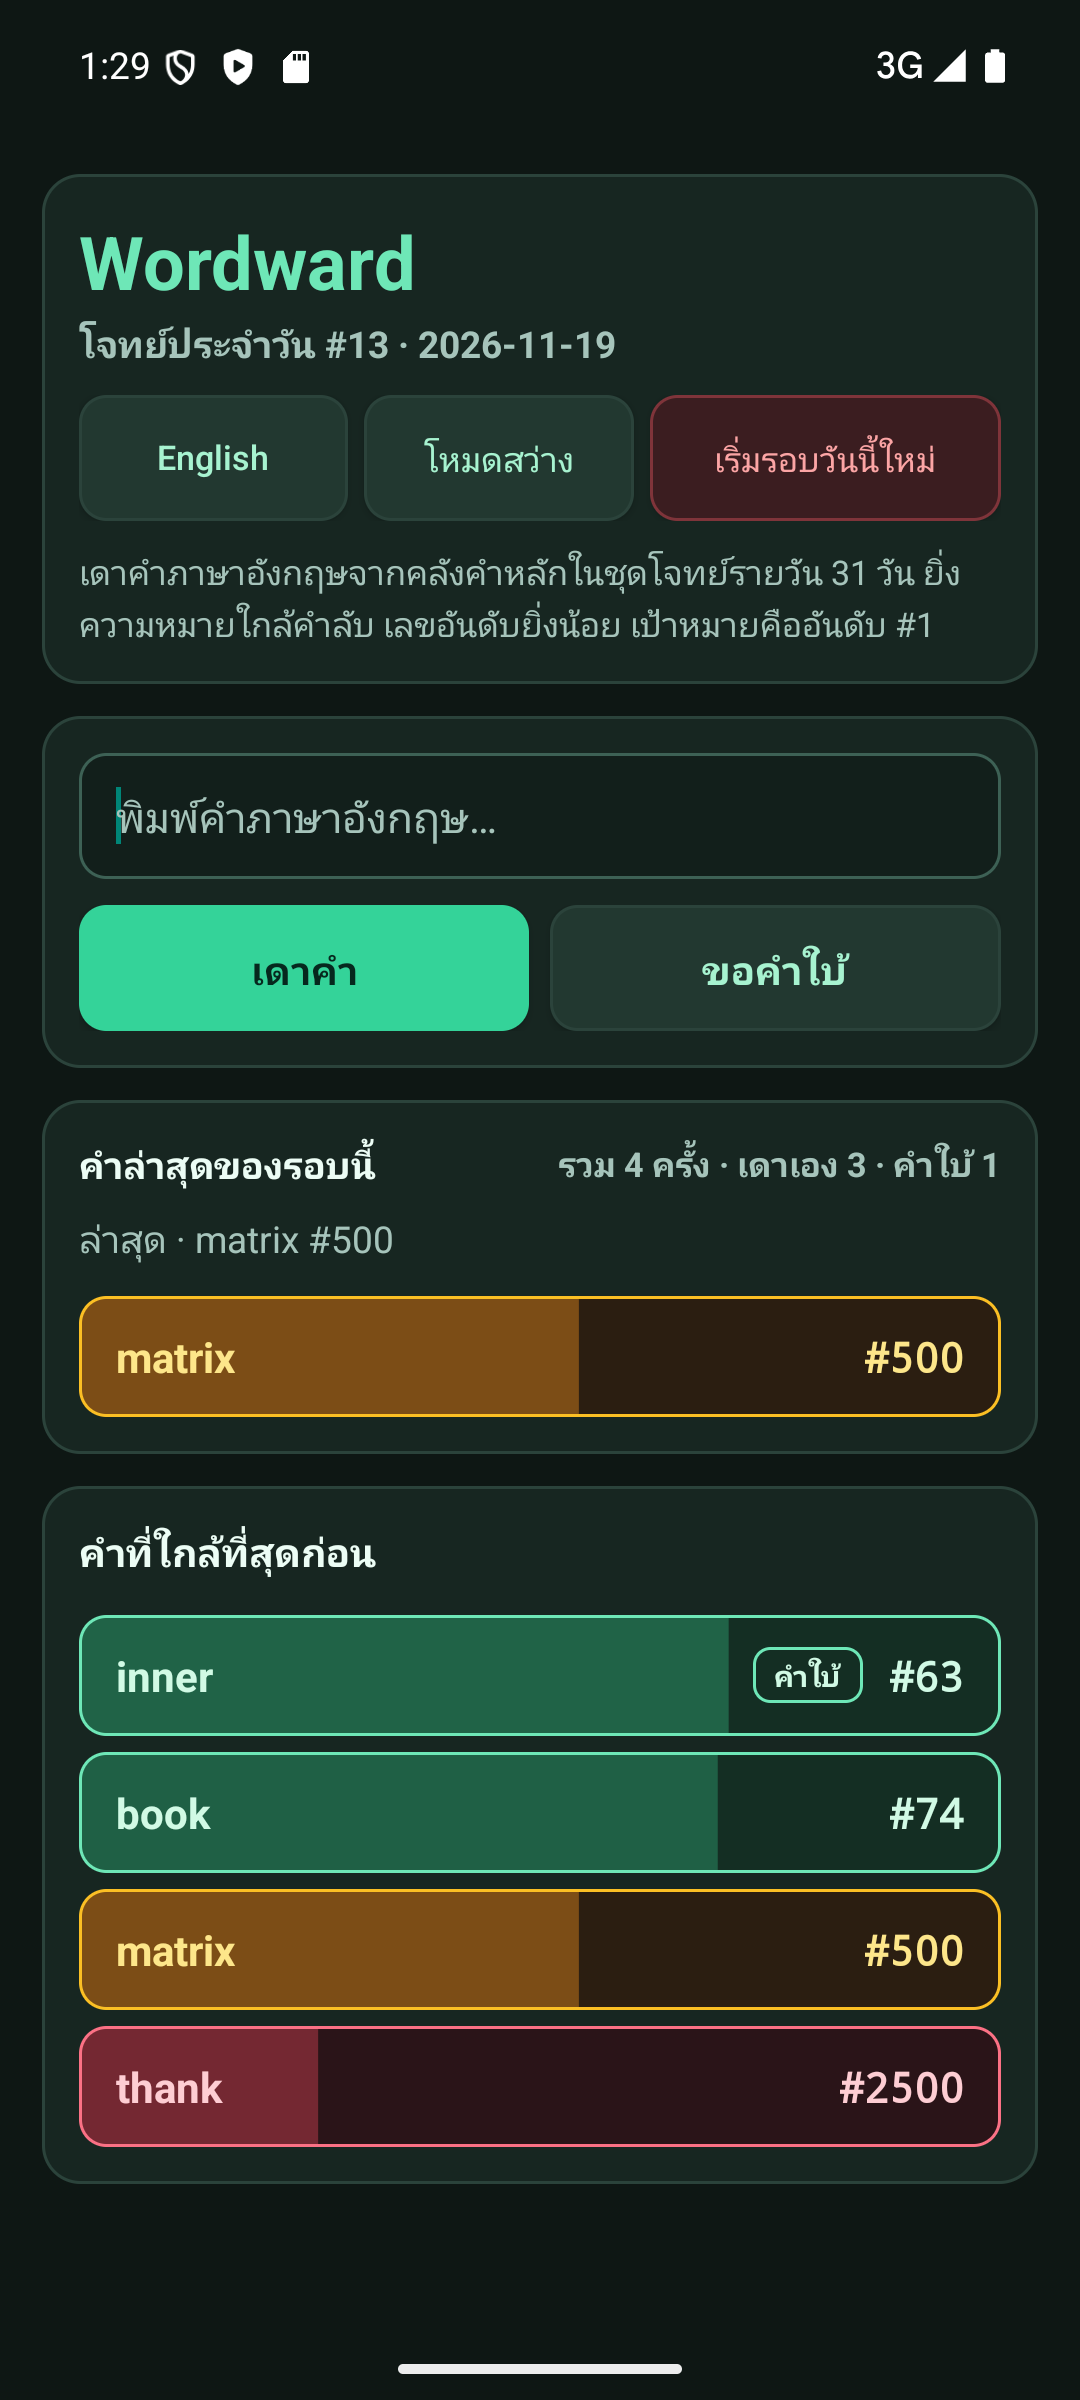 1:29
3G
Wordward
โจทย์ประจำวัน #13 · 2026-11-19
English
โหมดสว่าง
เริ่มรอบวันนี้ใหม่
เดาคำภาษาอังกฤษจากคลังคำหลักในชุดโจทย์รายวัน 31 วัน ยิ่ง
ความหมายใกล้คำลับ เลขอันดับยิ่งน้อย เป้าหมายคืออันดับ #1
พิมพ์คำภาษาอังกฤษ...
เดาคำ
ขอคำใบ้
คำล่าสุดของรอบนี้
รวม 4 ครั้ง · เดาเอง 3 · คำใบ้ 1
ล่าสุด · matrix #500
matrix #500
คำที่ใกล้ที่สุดก่อน
inner คำใบ้ #63
book #74
matrix #500
thank #2500